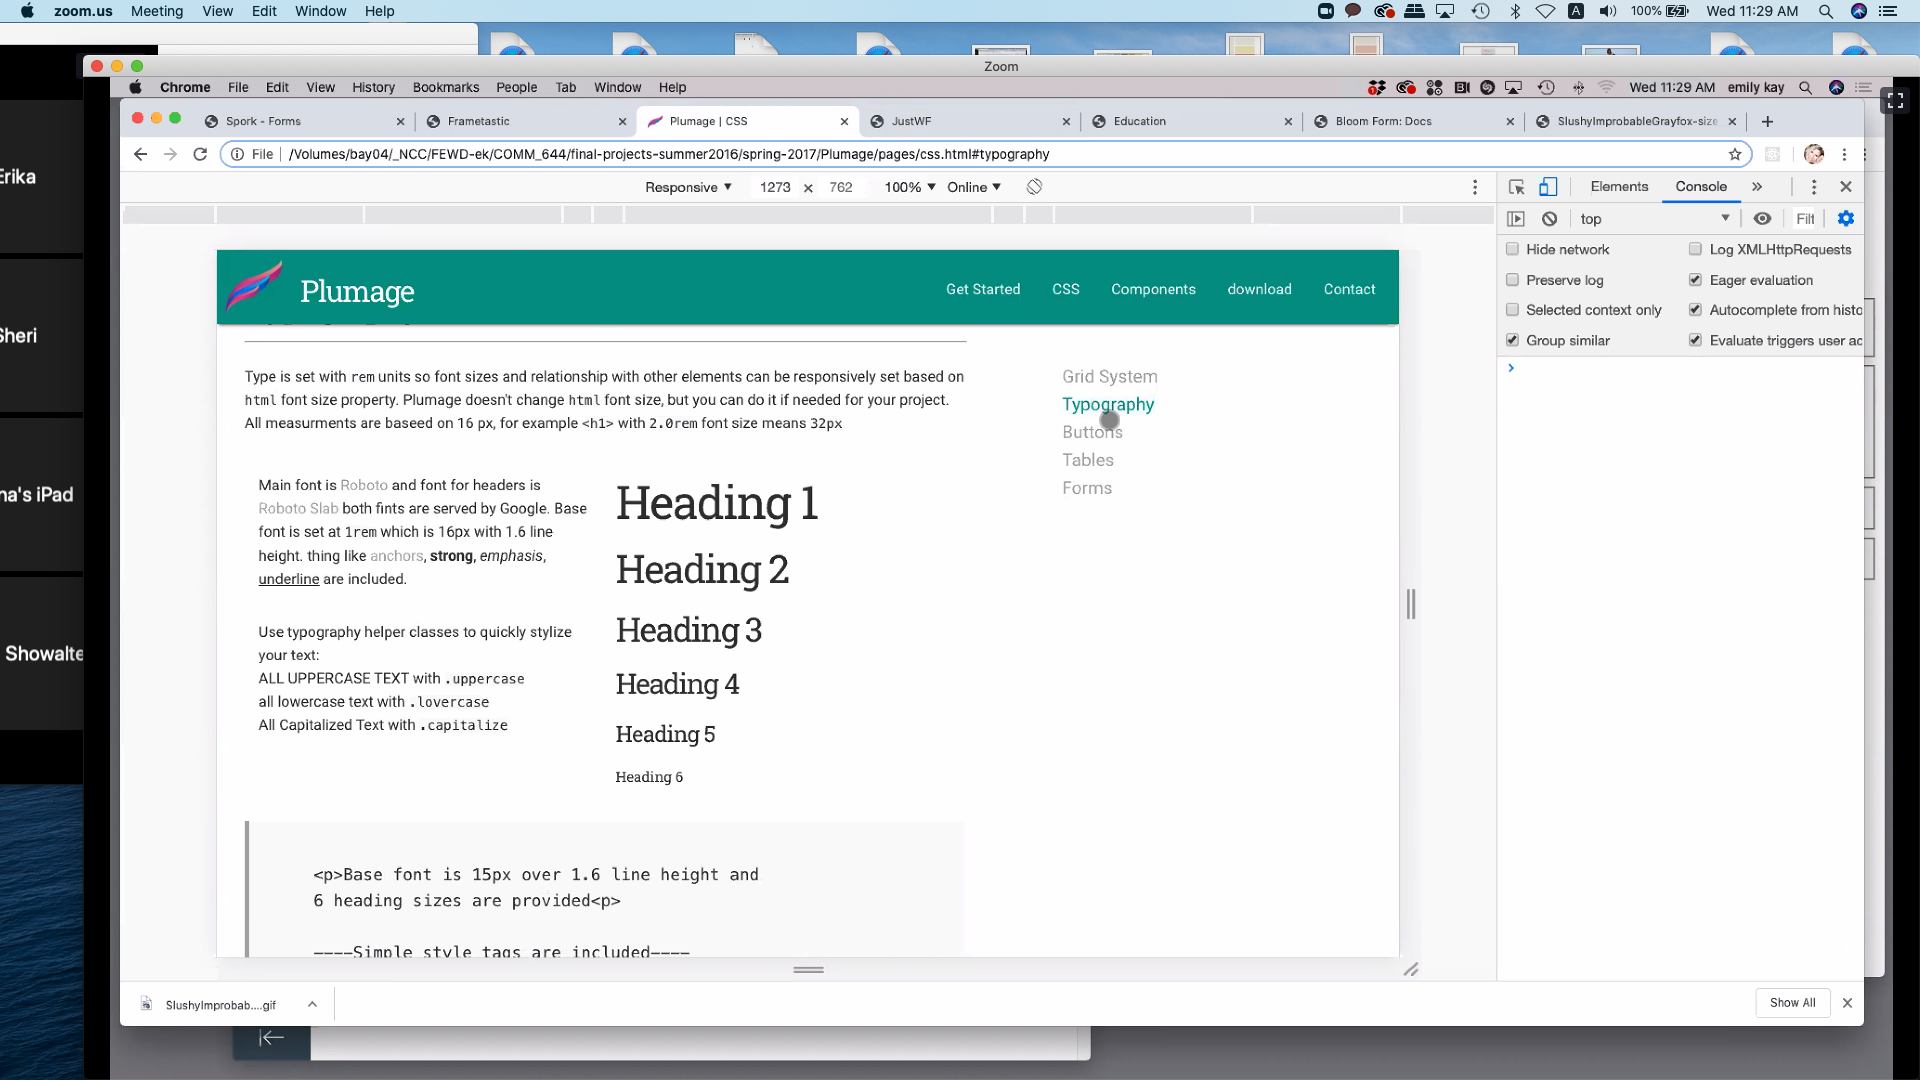 zoom.us Meeting View Edit Window Help
100% Wed 11:29 AM
Zoom
Chrome File Edit View History Bookmarks People Tab Window Help
Wed 11:29 AM emily kay
Spork - Forms
Frametastic
Plumage | CSS
JustWF
Education
Bloom Form: Docs
SlushyImprobableGrayfox-size
File /Volumes/bay04/_NCC/FEWD-ek/COMM_644/final-projects-summer2016/spring-2017/Plumage/pages/css.html#typography
Responsive 1273 × 762 100% Online
Elements Console
top Filt
Hide network Log XMLHttpRequests
Preserve log Eager evaluation
Selected context only Autocomplete from histo
Group similar Evaluate triggers user ac
Erika
Sheri
na's iPad
Showalte
Plumage
Get Started CSS Components download Contact
Type is set with rem units so font sizes and relationship with other elements can be responsively set based on
html font size property. Plumage doesn't change html font size, but you can do it if needed for your project.
All measurments are baseed on 16 px, for example <h1> with 2.0rem font size means 32px
Grid System
Typography
Buttons
Tables
Forms
Main font is Roboto and font for headers is
Roboto Slab both fints are served by Google. Base
font is set at 1rem which is 16px with 1.6 line
height. thing like anchors, strong, emphasis,
underline are included.
Use typography helper classes to quickly stylize
your text:
ALL UPPERCASE TEXT with .uppercase
all lowercase text with .lovercase
All Capitalized Text with .capitalize
Heading 1
Heading 2
Heading 3
Heading 4
Heading 5
Heading 6
<p>Base font is 15px over 1.6 line height and
6 heading sizes are provided<p>
----Simple style tags are included----
SlushyImprobab....gif
Show All